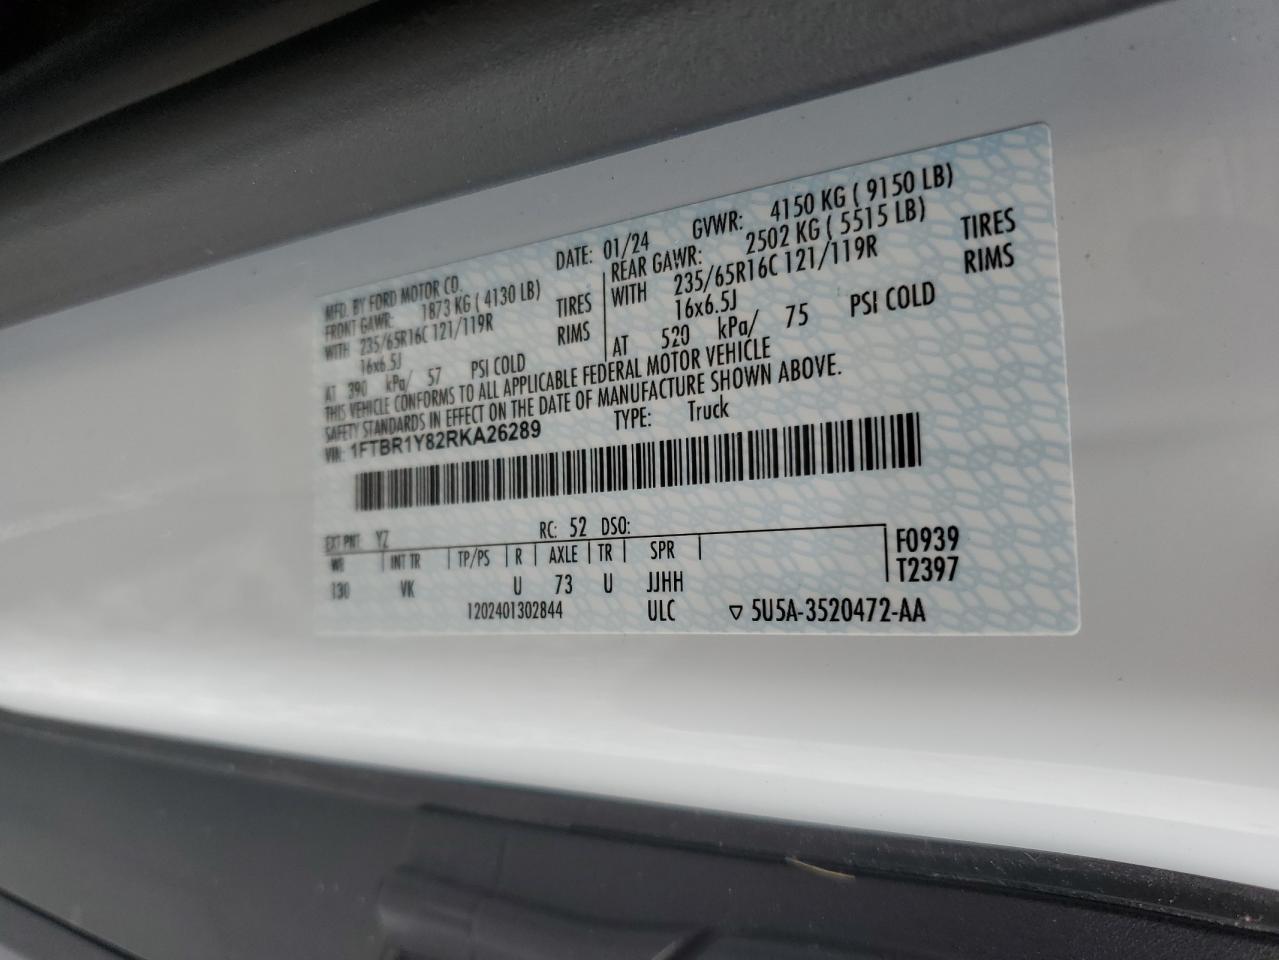 MFD. BY FORD MOTOR CO.
DATE: 01/24 GVWR: 4150 KG ( 9150 LB)
FRONT GAWR: 1873 KG ( 4130 LB)
WITH 235/65R16C 121/119R TIRES
16x6.5J RIMS
AT 390 kPa/ 57 PSI COLD
REAR GAWR: 2502 KG ( 5515 LB)
WITH 235/65R16C 121/119R TIRES
16x6.5J RIMS
AT 520 kPa/ 75 PSI COLD
THIS VEHICLE CONFORMS TO ALL APPLICABLE FEDERAL MOTOR VEHICLE
SAFETY STANDARDS IN EFFECT ON THE DATE OF MANUFACTURE SHOWN ABOVE.
VIN: 1FTBR1Y82RKA26289 TYPE: Truck
EXT PNT YZ RC: 52 DSO:
WB INT TR TP/PS R AXLE TR SPR F0939
130 VK U 73 U JJHH T2397
1202401302844 ULC ▽ 5U5A-3520472-AA